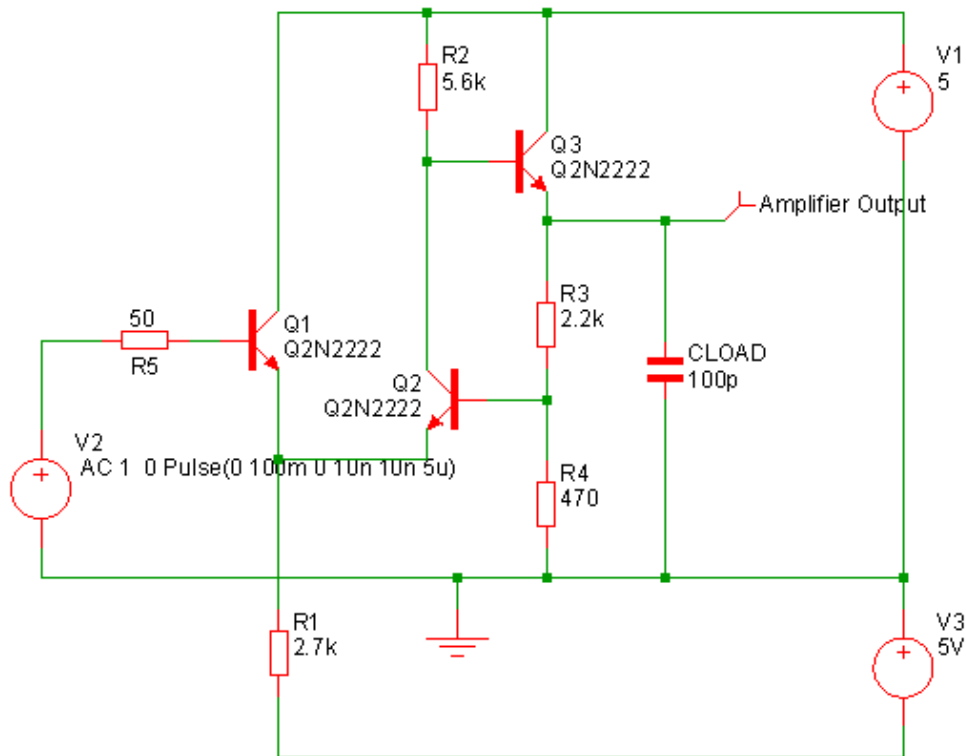 R2
5.6k
V1
5
Q3
Q2N2222
Amplifier Output
R3
2.2k
50
R5
Q1
Q2N2222
CLOAD
100p
Q2
Q2N2222
V2
AC 1 0 Pulse(0 100m 0 10n 10n 5u)
R4
470
R1
2.7k
V3
5V